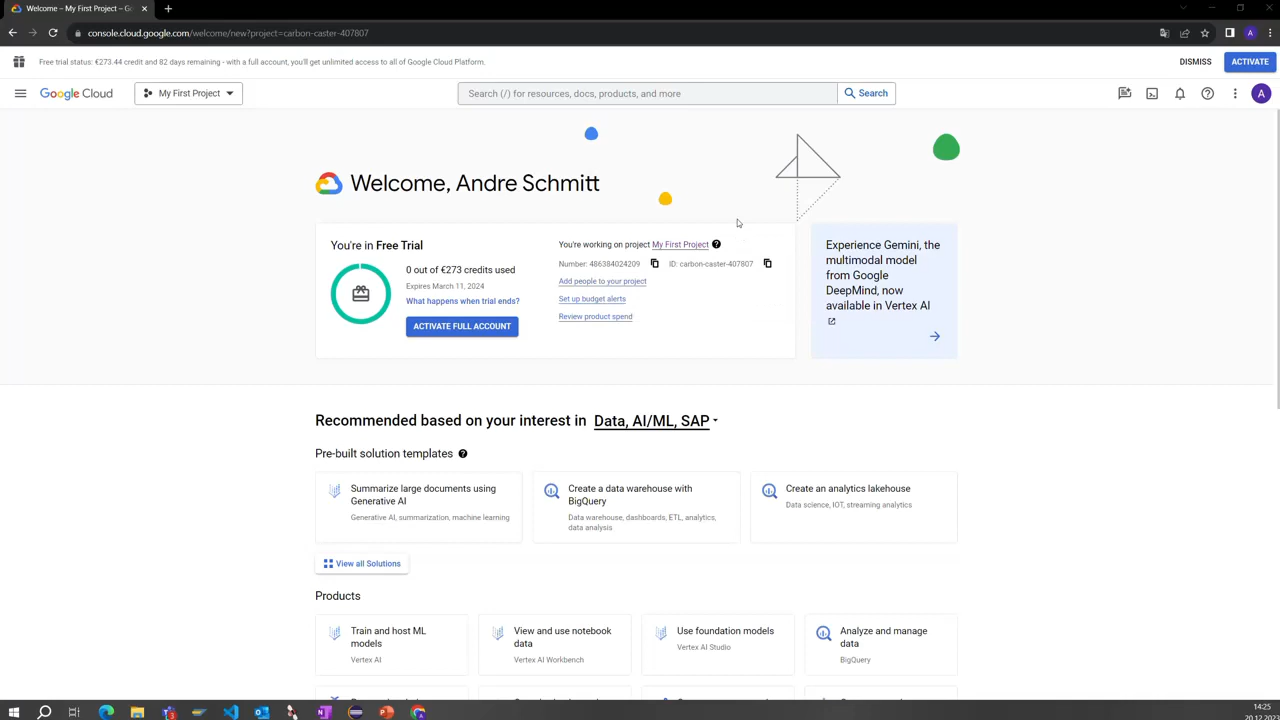 Welcome – My First Project – G
console.cloud.google.com/welcome/new?project=carbon-caster-407807
A
Free trial status: €273.44 credit and 82 days remaining - with a full account, you'll get unlimited access to all of Google Cloud Platform.
DISMISS
ACTIVATE
Google Cloud
My First Project
Search (/) for resources, docs, products, and more
Search
A
Welcome, Andre Schmitt
You're in Free Trial
0 out of €273 credits used
Expires March 11, 2024
What happens when trial ends?
ACTIVATE FULL ACCOUNT
You're working on project My First Project
Number: 486384024209
ID: carbon-caster-407807
Add people to your project
Set up budget alerts
Review product spend
Experience Gemini, the
multimodal model
from Google
DeepMind, now
available in Vertex AI
Recommended based on your interest in Data, AI/ML, SAP
Pre-built solution templates
Summarize large documents using
Generative AI
Generative AI, summarization, machine learning
Create a data warehouse with
BigQuery
Data warehouse, dashboards, ETL, analytics,
data analysis
Create an analytics lakehouse
Data science, IOT, streaming analytics
View all Solutions
Products
Train and host ML
models
Vertex AI
View and use notebook
data
Vertex AI Workbench
Use foundation models
Vertex AI Studio
Analyze and manage
data
BigQuery
14:25
20.12.2023